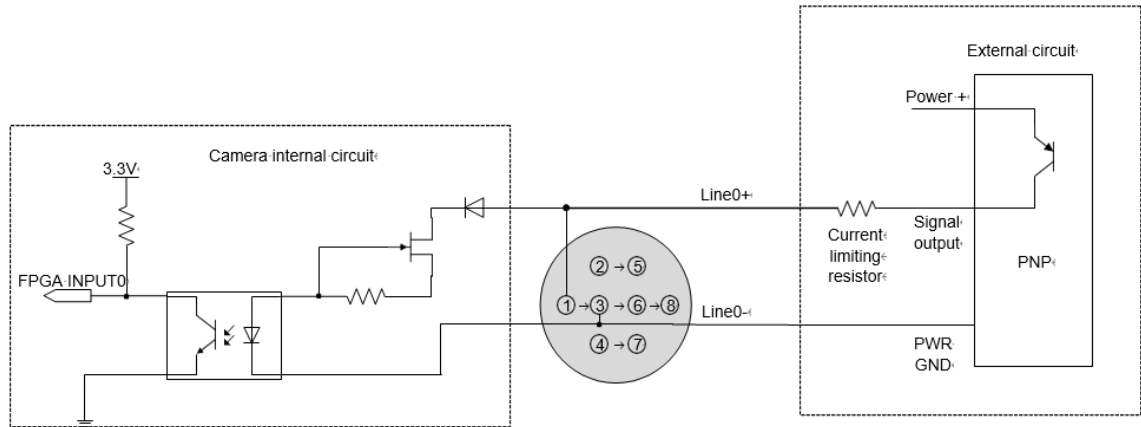 External circuit
Power +
Camera internal circuit
3.3V
Line0+
Signal
output
Current
limiting
resistor
PNP
FPGA INPUT0
② → ⑤
① → ③ → ⑥ → ⑧
④ → ⑦
Line0-
PWR
GND